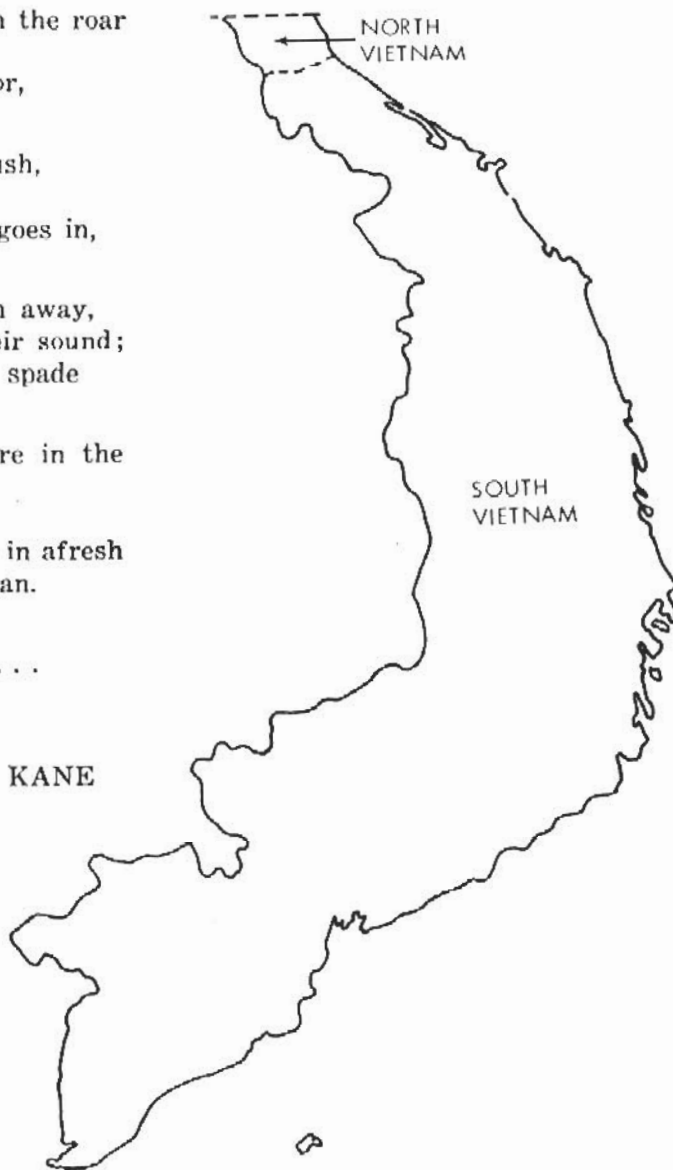 the roar
or,
ush,
goes in,
away,
eir sound;
spade
re in the
in afresh
an.
. . .
KANE
NORTH
VIETNAM
SOUTH
VIETNAM